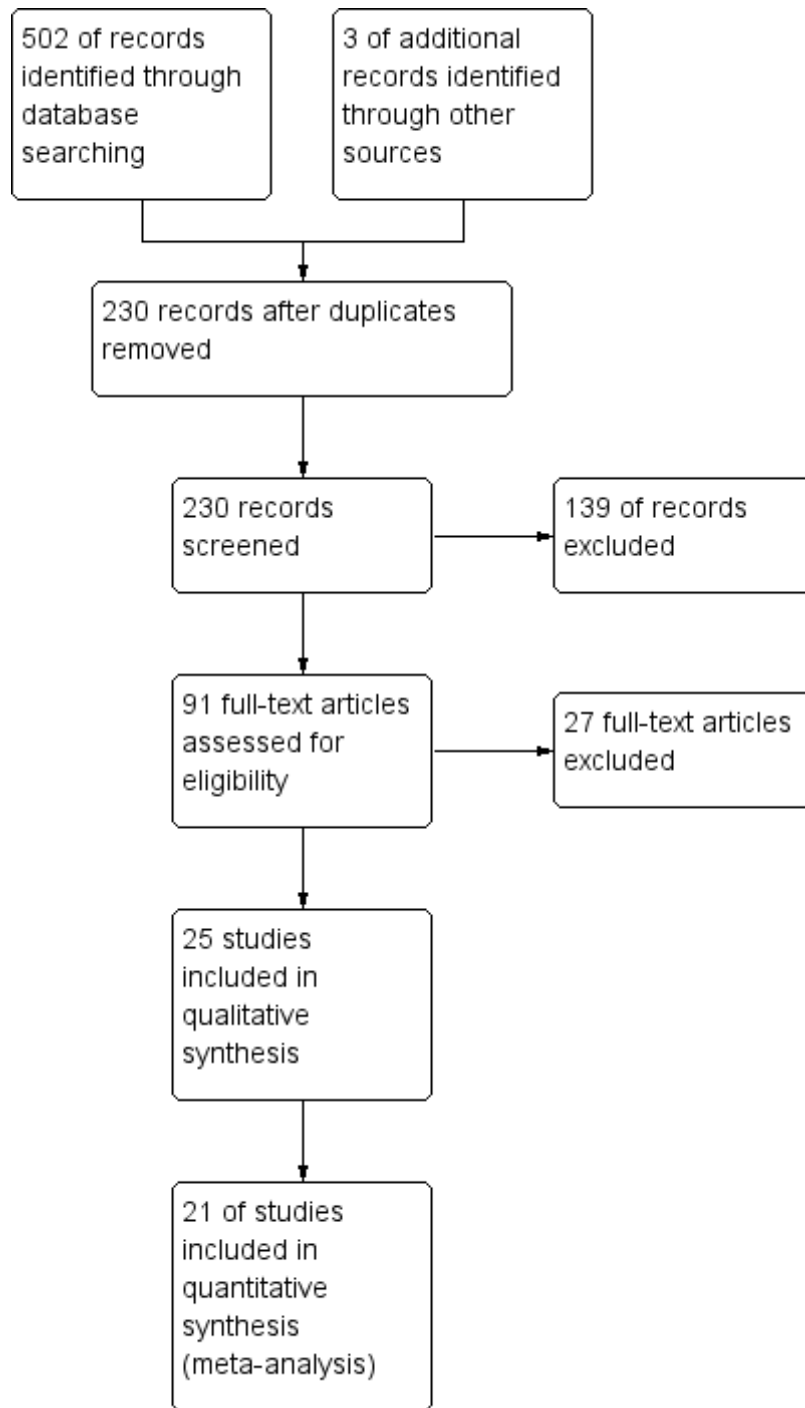 502 of records
identified through
database
searching
3 of additional
records identified
through other
sources
230 records after duplicates
removed
230 records
screened
139 of records
excluded
91 full-text articles
assessed for
eligibility
27 full-text articles
excluded
25 studies
included in
qualitative
synthesis
21 of studies
included in
quantitative
synthesis
(meta-analysis)